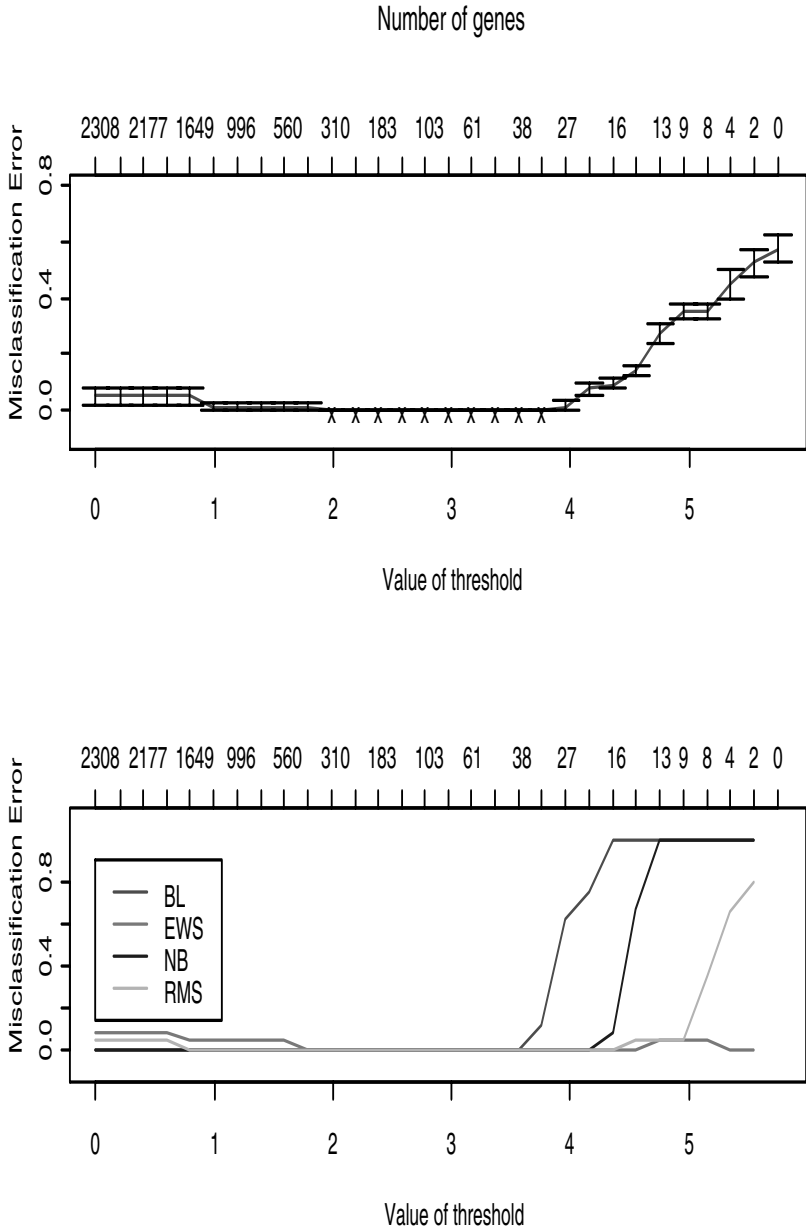 Number of genes
2308 2177 1649 996 560 310 183 103 61 38 27 16 13 9 8 4 2 0
Misclassification Error
0.8
0.4
0.0
0 1 2 3 4 5
Value of threshold
2308 2177 1649 996 560 310 183 103 61 38 27 16 13 9 8 4 2 0
Misclassification Error
0.8
0.4
0.0
BL
EWS
NB
RMS
0 1 2 3 4 5
Value of threshold